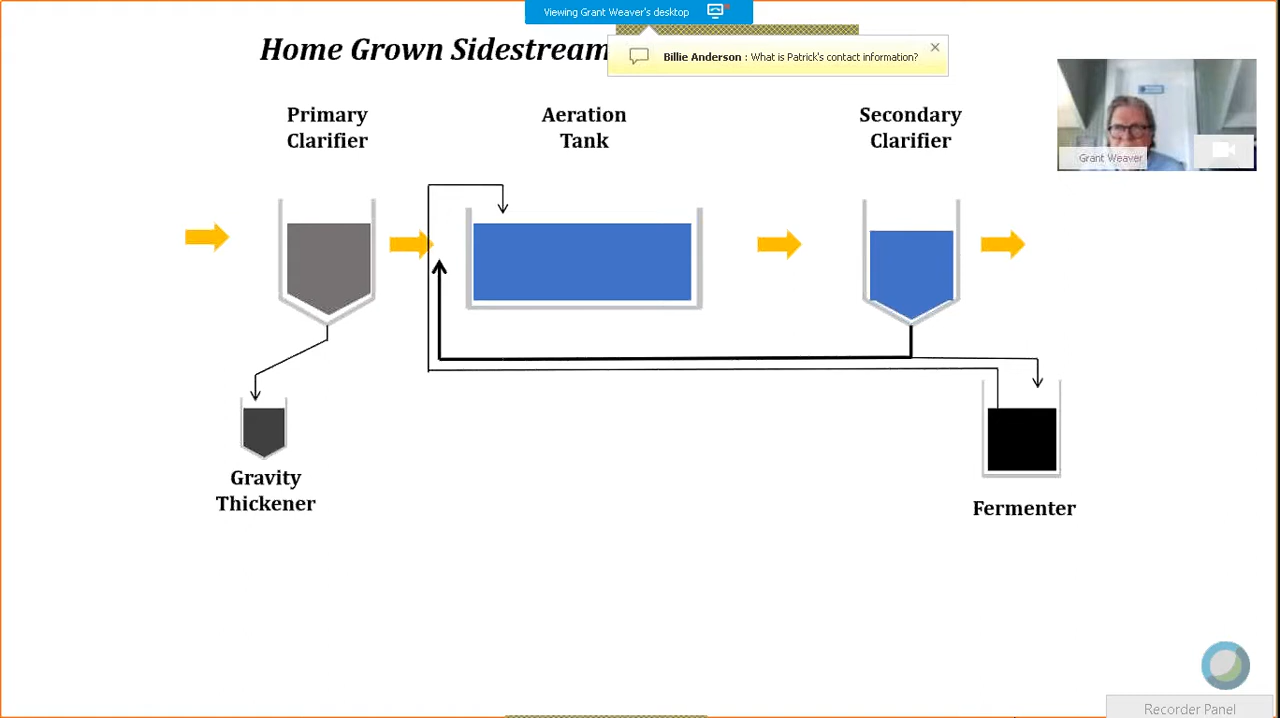 Viewing Grant Weaver's desktop
Home Grown Sidestream
Billie Anderson : What is Patrick's contact information?
Primary
Clarifier
Aeration
Tank
Secondary
Clarifier
Grant Weaver
Gravity
Thickener
Fermenter
Recorder Panel